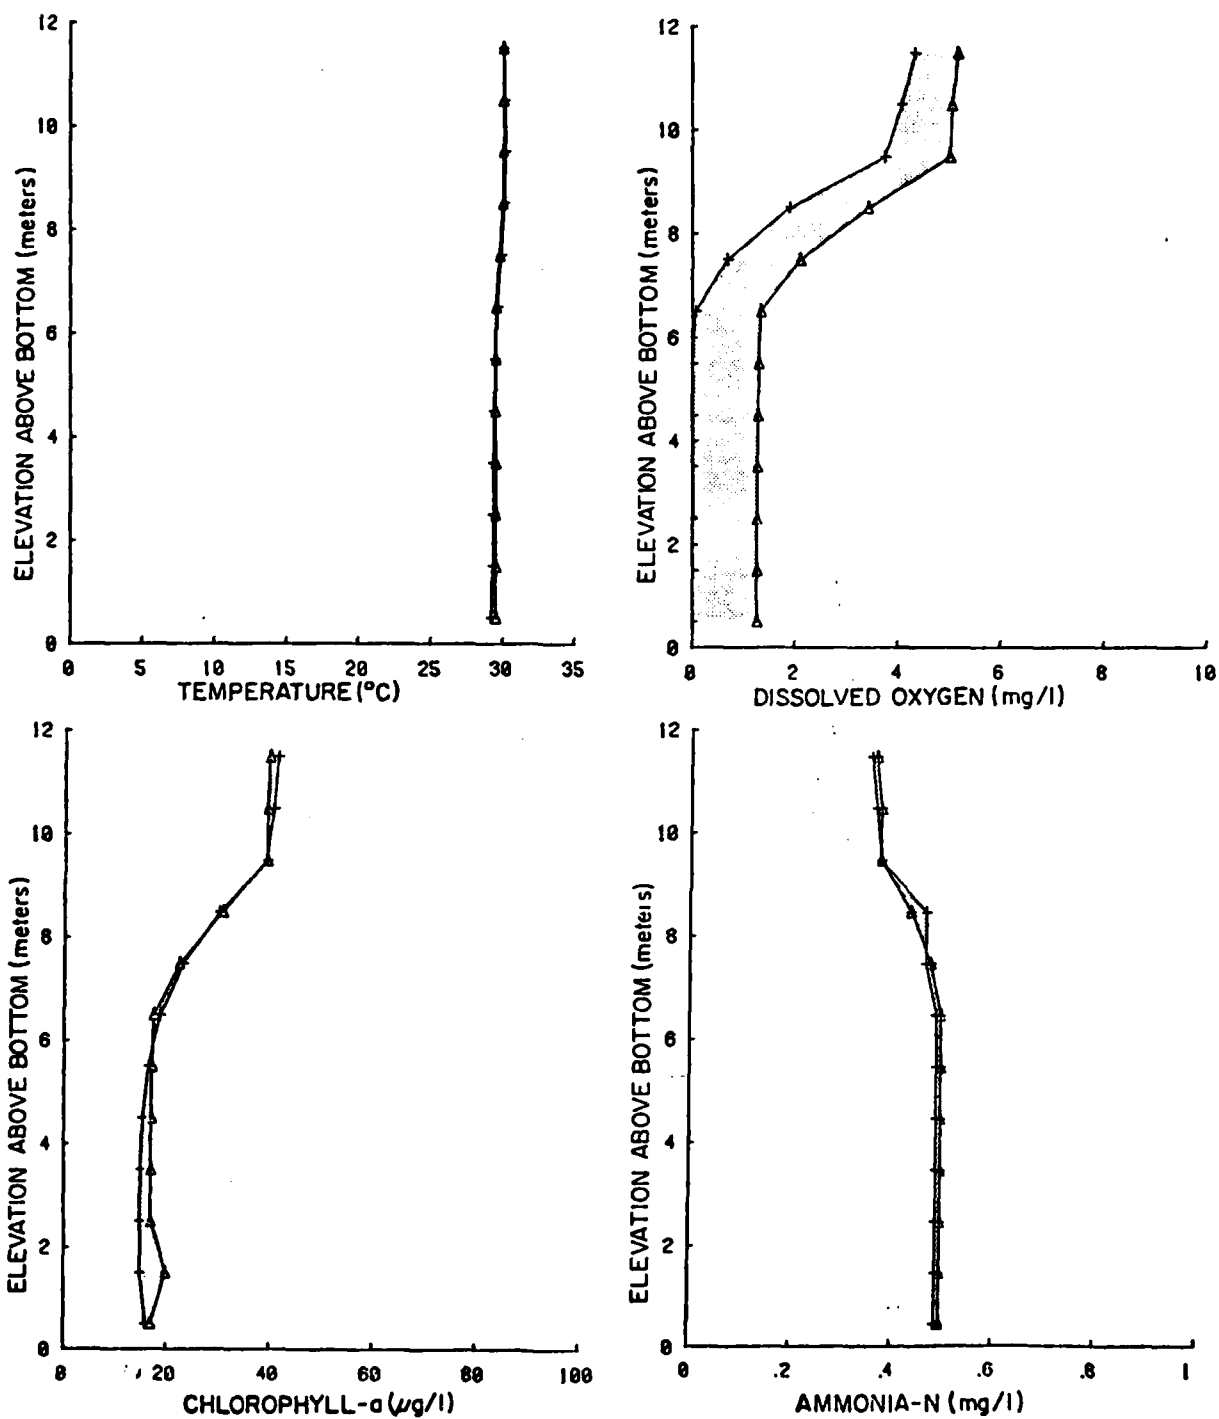 12
10
8
6
4
2
0
ELEVATION ABOVE BOTTOM (meters)
0 5 10 15 20 25 30 35
TEMPERATURE (°C)
12
10
8
6
4
2
0
ELEVATION ABOVE BOTTOM (meters)
0 2 4 6 8 10
DISSOLVED OXYGEN (mg/l)
12
10
8
6
4
2
0
ELEVATION ABOVE BOTTOM (meters)
0 20 40 60 80 100
CHLOROPHYLL-a (µg/l)
12
10
8
6
4
2
0
ELEVATION ABOVE BOTTOM (meters)
0 .2 .4 .6 .8 1
AMMONIA-N (mg/l)